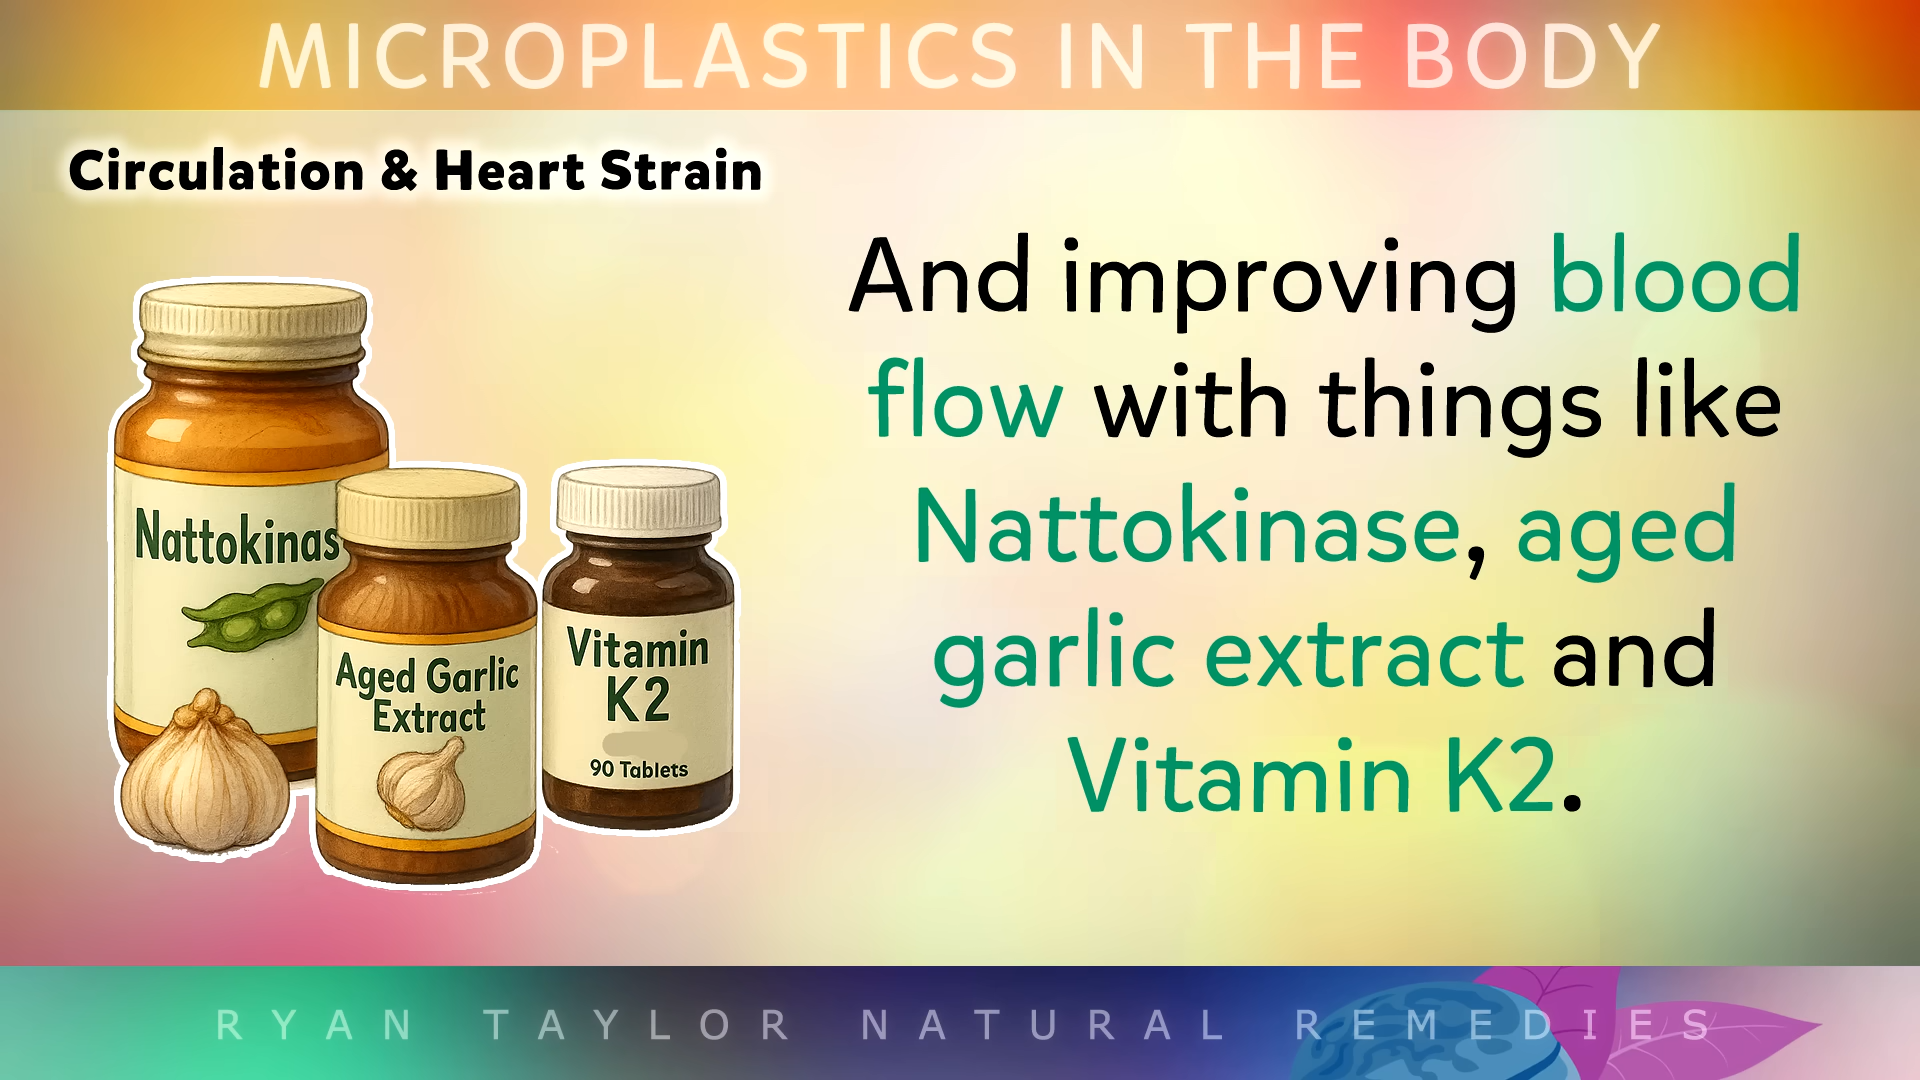 MICROPLASTICS IN THE BODY
Circulation & Heart Strain
And improving blood
flow with things like
Nattokinase, aged
garlic extract and
Vitamin K2.
Nattokinas
Aged Garlic
Extract
Vitamin
K2
90 Tablets
RYAN TAYLOR NATURAL REMEDIES